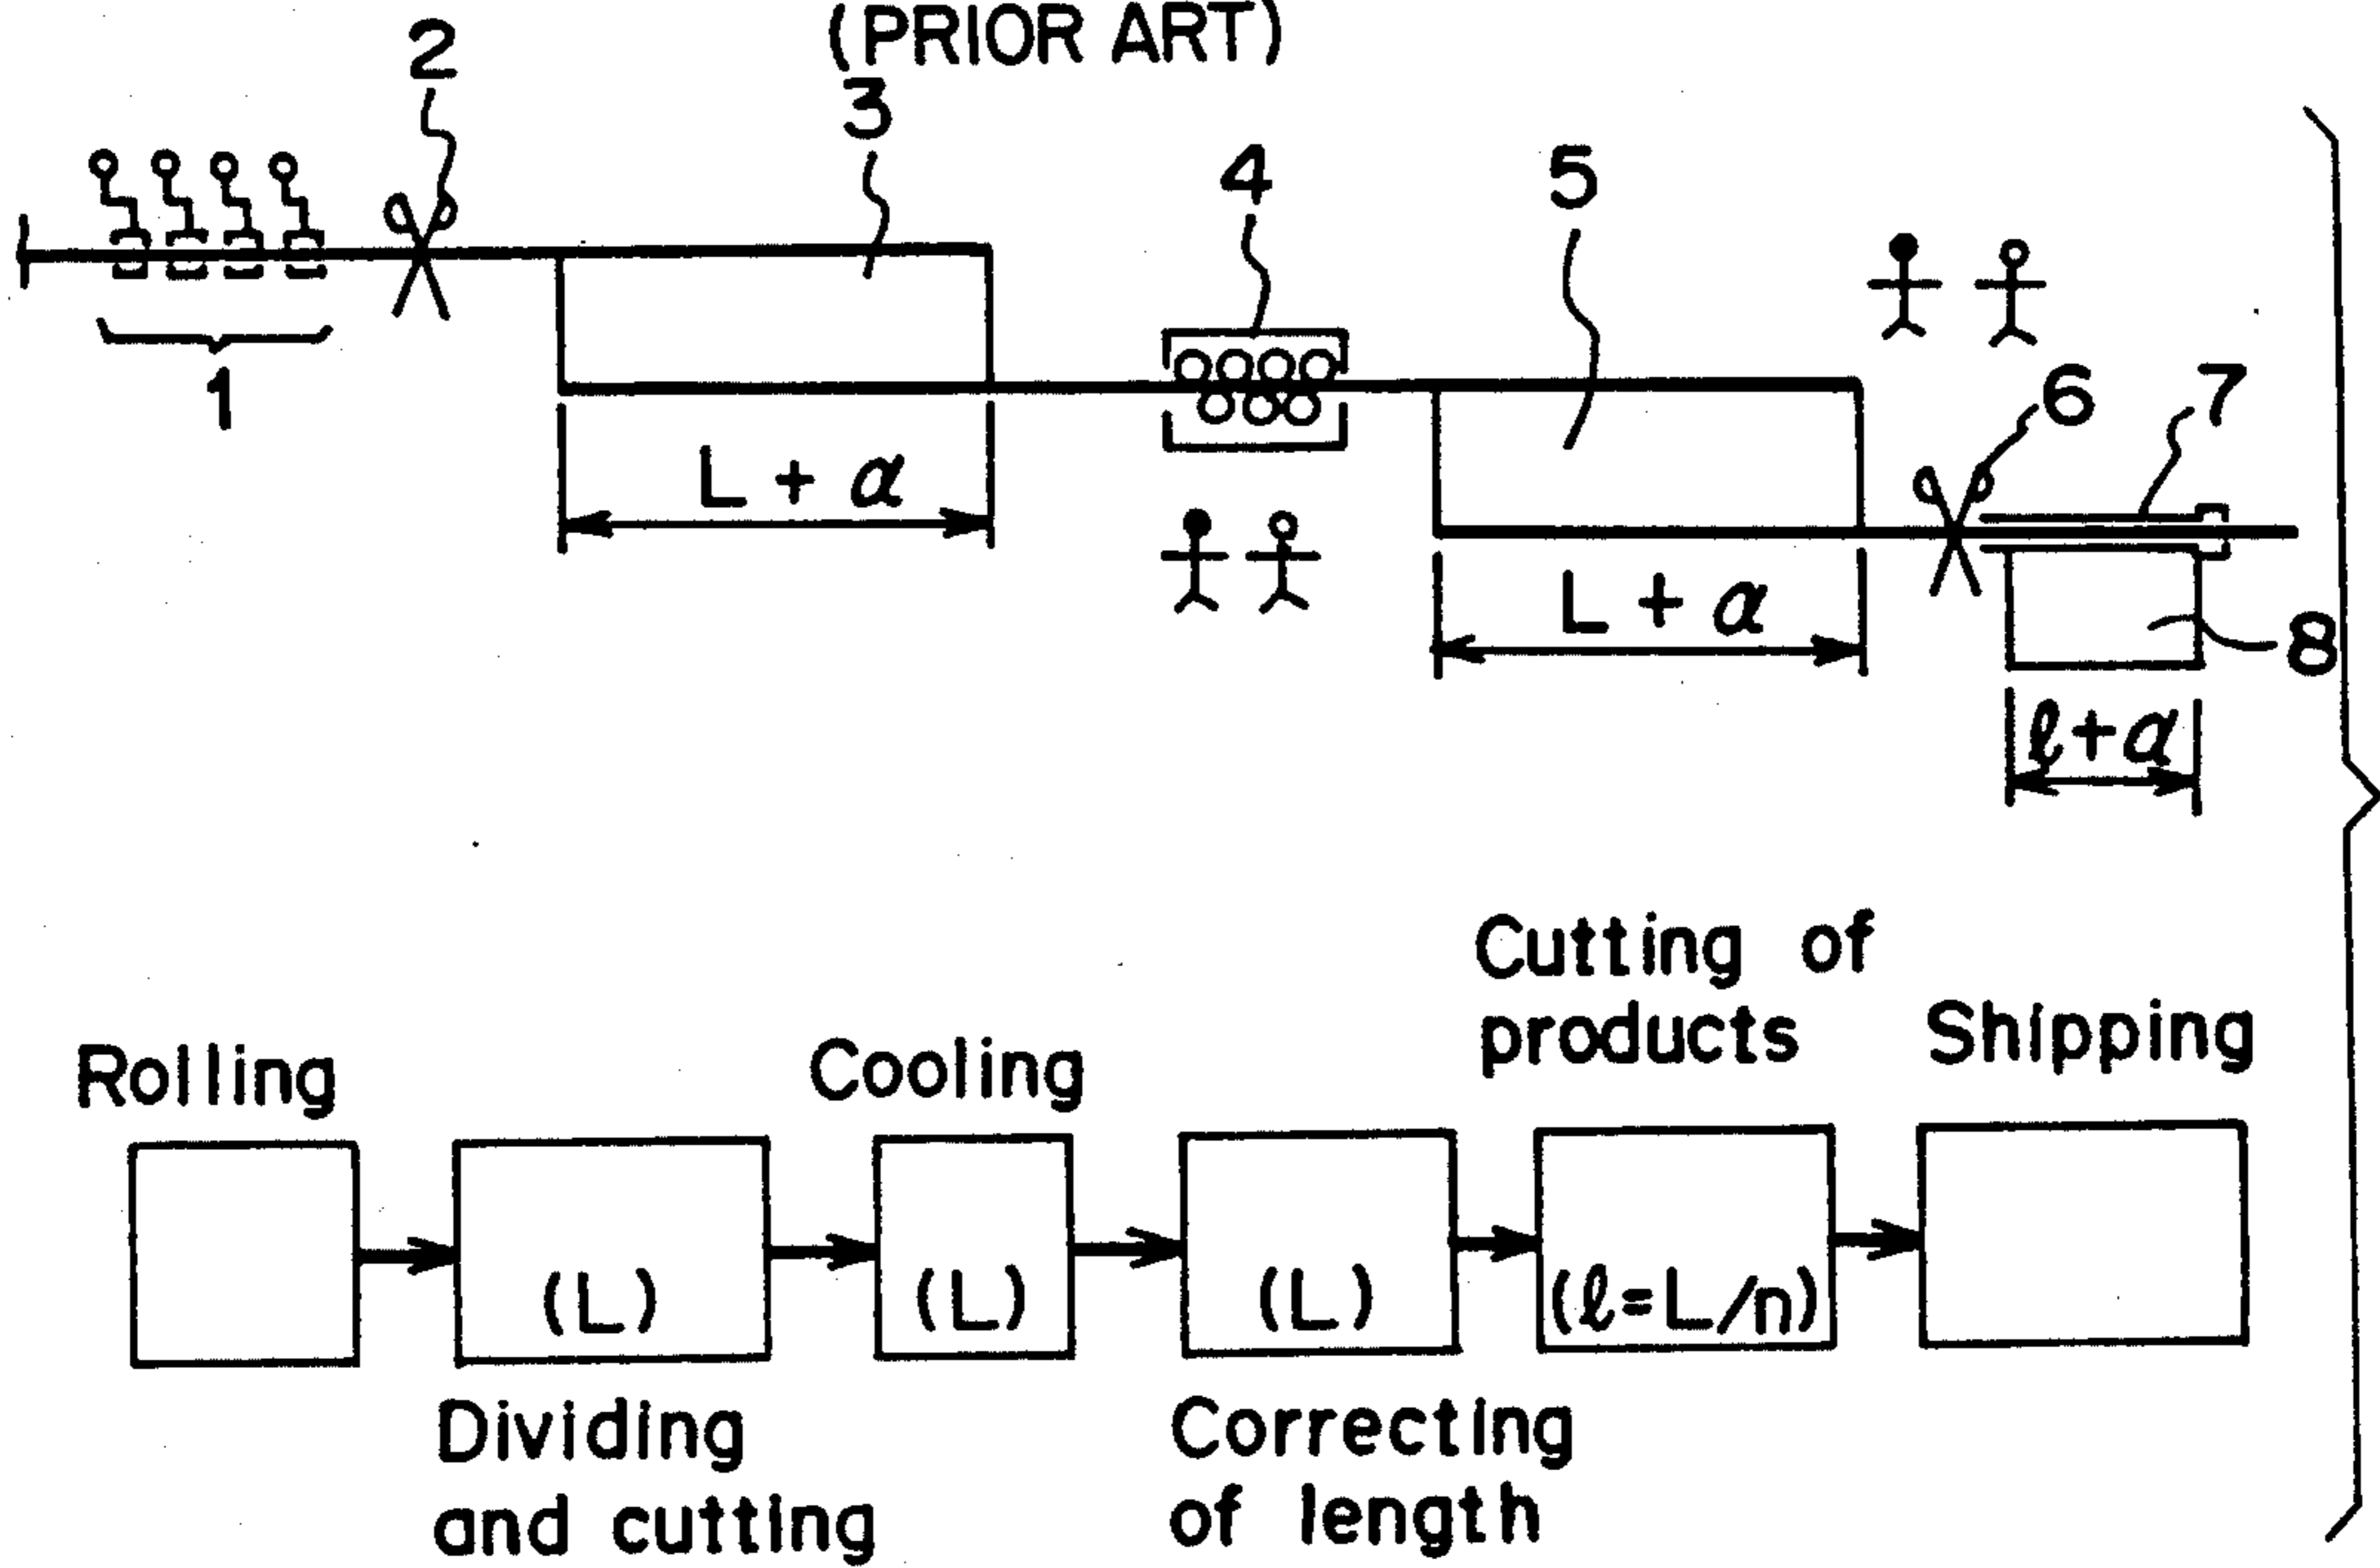 (PRIOR ART)
2
3
4
5
1
6
7
L + α
L + α
8
ℓ+α
Rolling
Cooling
Cutting of
products
Shipping
(L)
(L)
(L)
(ℓ=L/n)
Dividing
and cutting
Correcting
of length